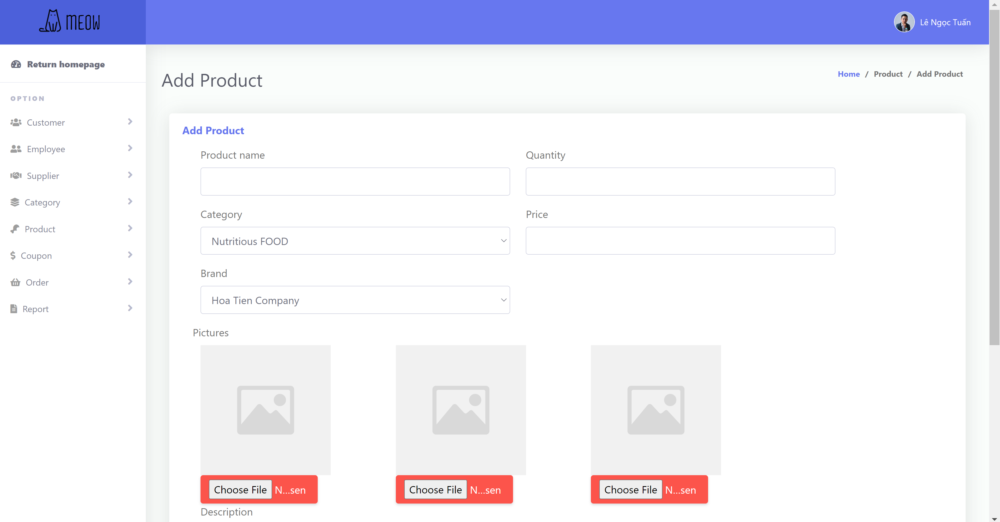 MEOW
Lê Ngọc Tuấn
Return homepage
OPTION
Customer
Employee
Supplier
Category
Product
Coupon
Order
Report
Add Product
Home / Product / Add Product
Add Product
Product name
Quantity
Category
Price
Nutritious FOOD
Brand
Hoa Tien Company
Pictures
Choose File N...sen
Choose File N...sen
Choose File N...sen
Description